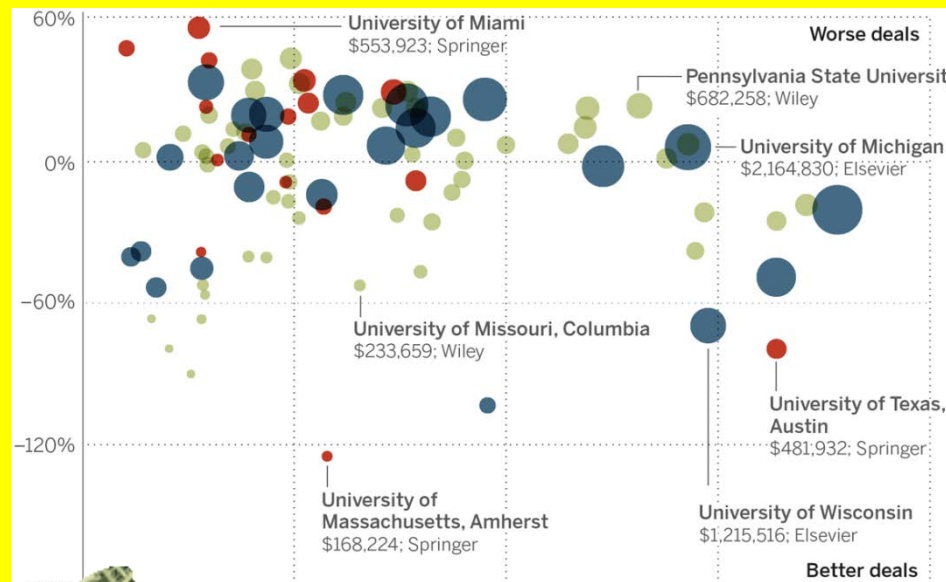 60%
University of Miami
$553,923; Springer
Worse deals
Pennsylvania State Universit
$682,258; Wiley
University of Michigan
$2,164,830; Elsevier
0%
−60%
University of Missouri, Columbia
$233,659; Wiley
University of Texas,
Austin
$481,932; Springer
−120%
University of
Massachusetts, Amherst
$168,224; Springer
University of Wisconsin
$1,215,516; Elsevier
Better deals